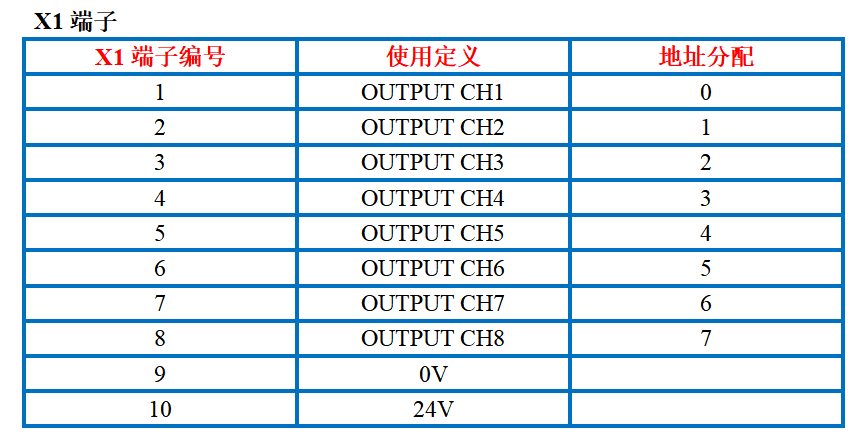 X1 端子
X1 端子编号 使用定义 地址分配
1 OUTPUT CH1 0
2 OUTPUT CH2 1
3 OUTPUT CH3 2
4 OUTPUT CH4 3
5 OUTPUT CH5 4
6 OUTPUT CH6 5
7 OUTPUT CH7 6
8 OUTPUT CH8 7
9 0V
10 24V